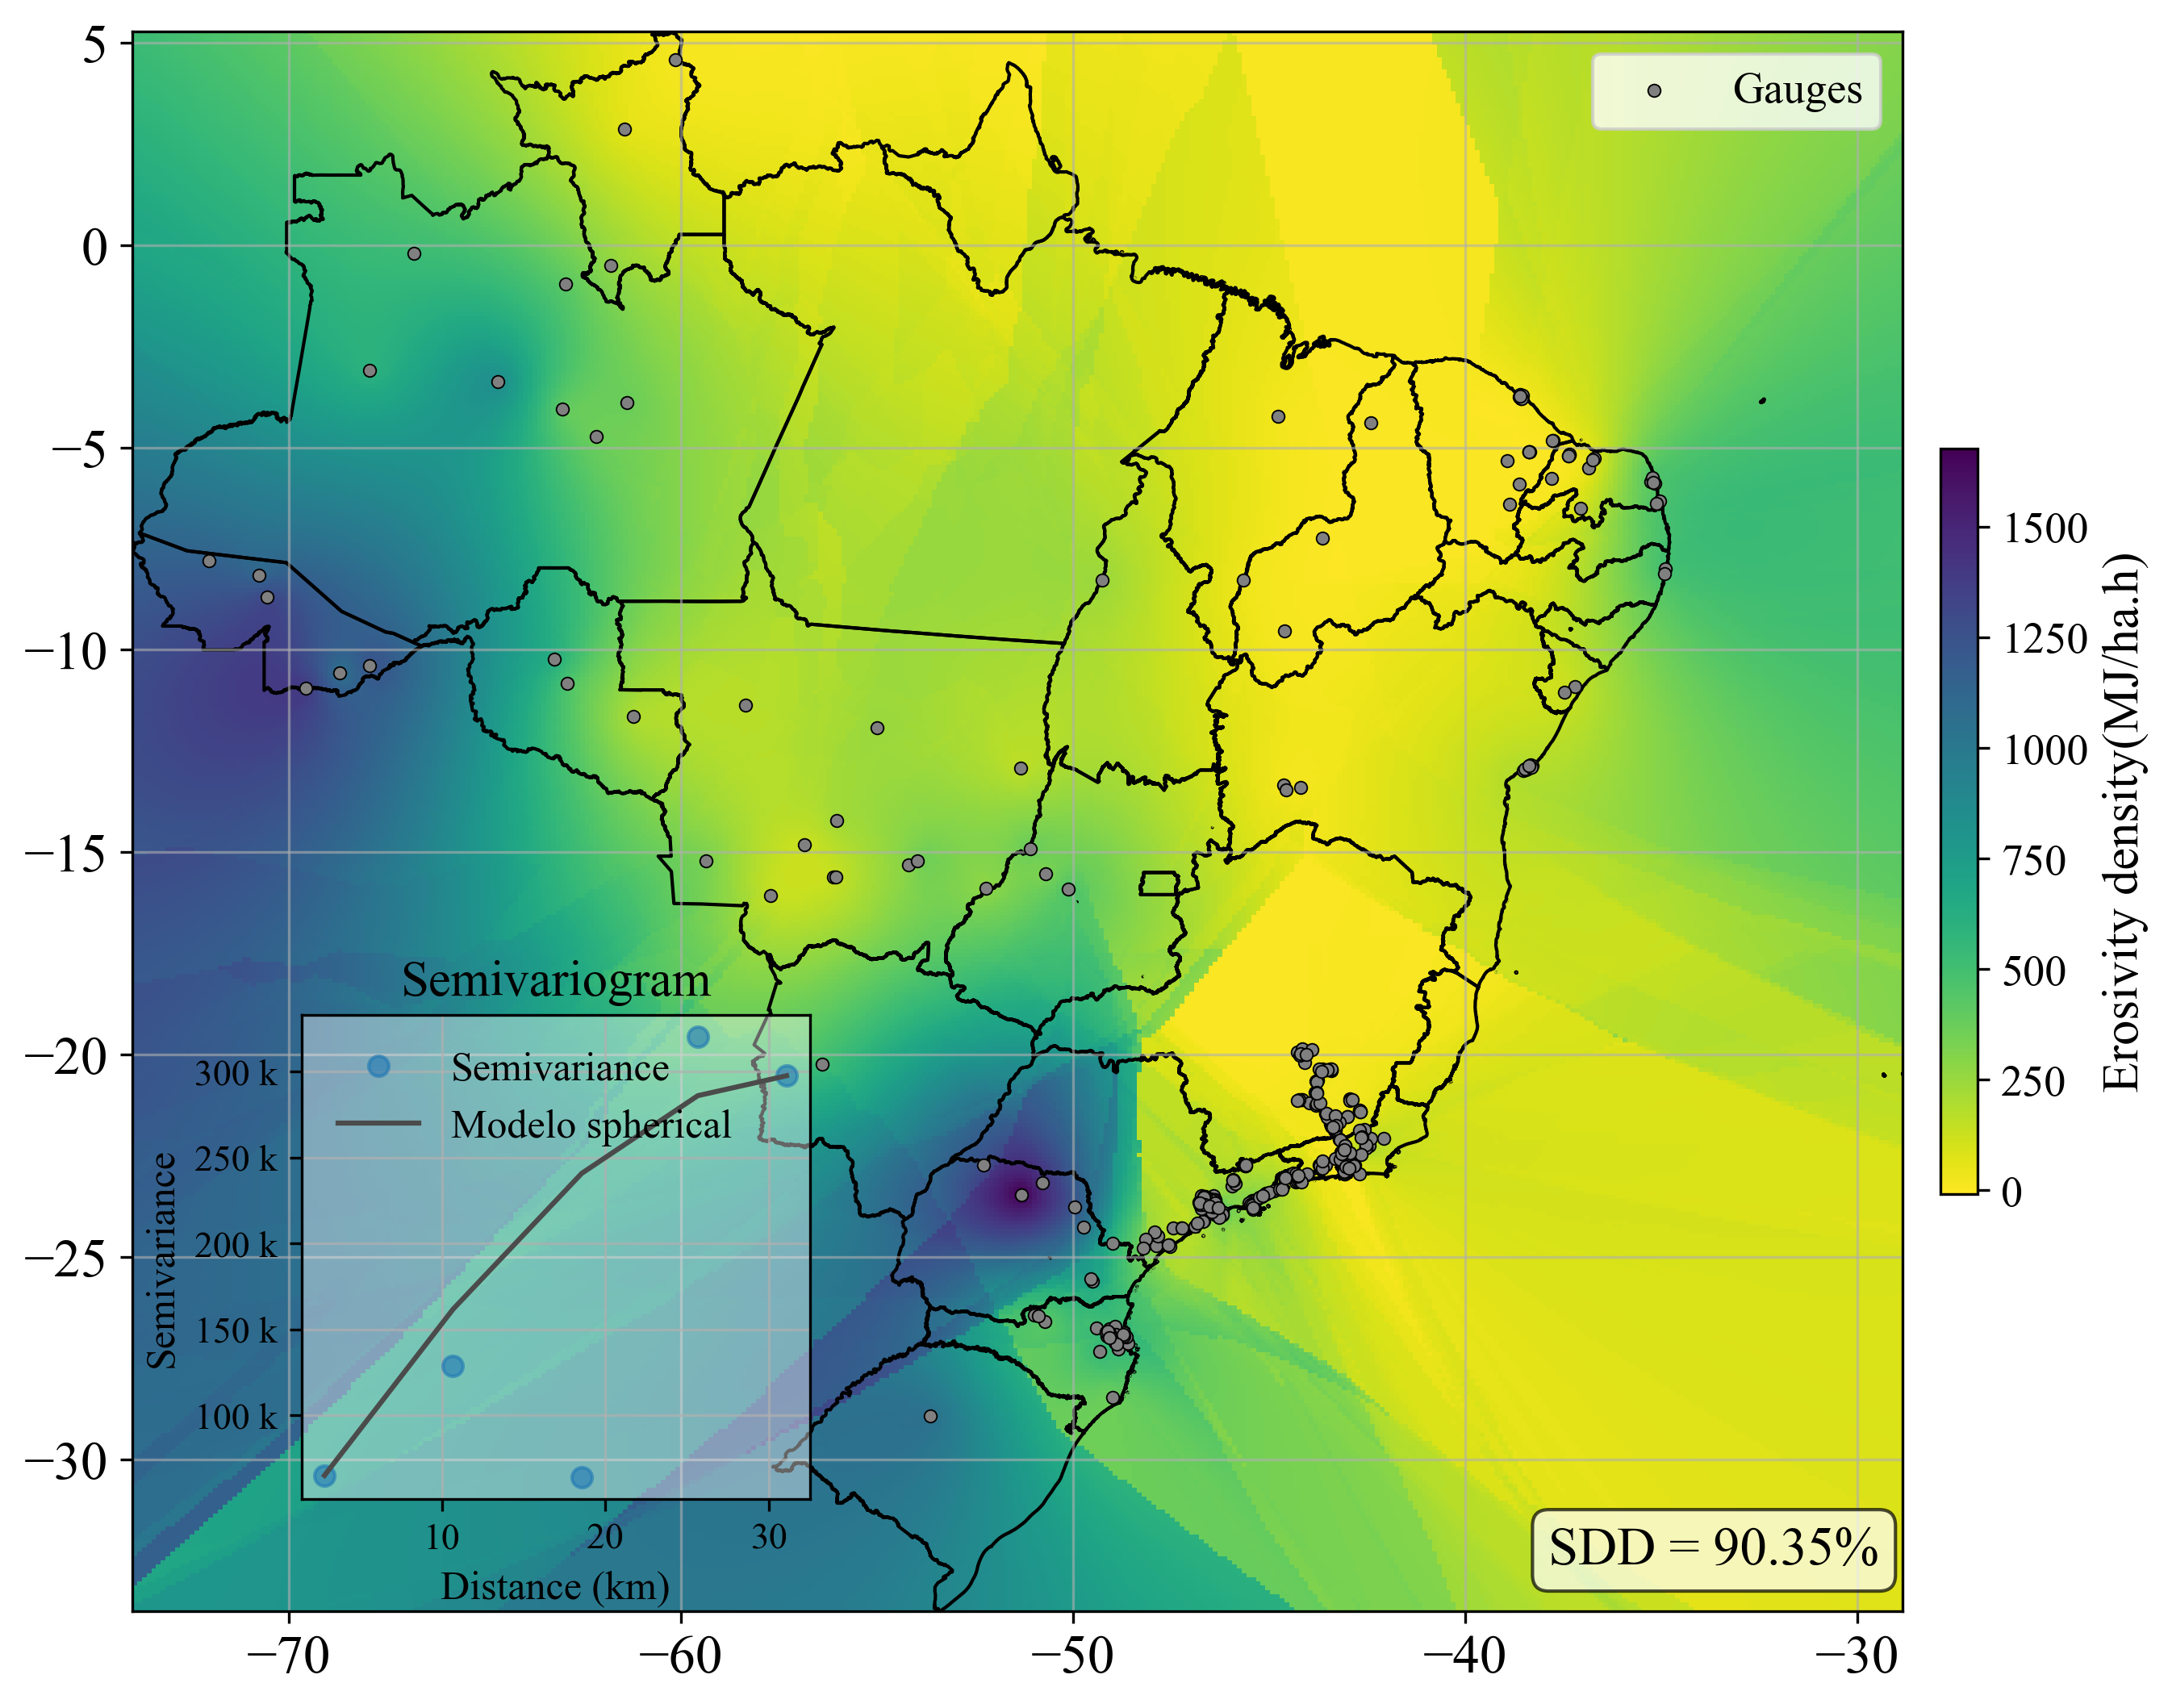 5
0
−5
−10
−15
−20
−25
−30
−70
−60
−50
−40
−30
Gauges
Semivariogram
Semivariance
Modelo spherical
300 k
250 k
200 k
150 k
100 k
Semivariance
10
20
30
Distance (km)
SDD = 90.35%
1500
1250
1000
750
500
250
0
Erosivity density(MJ/ha.h)